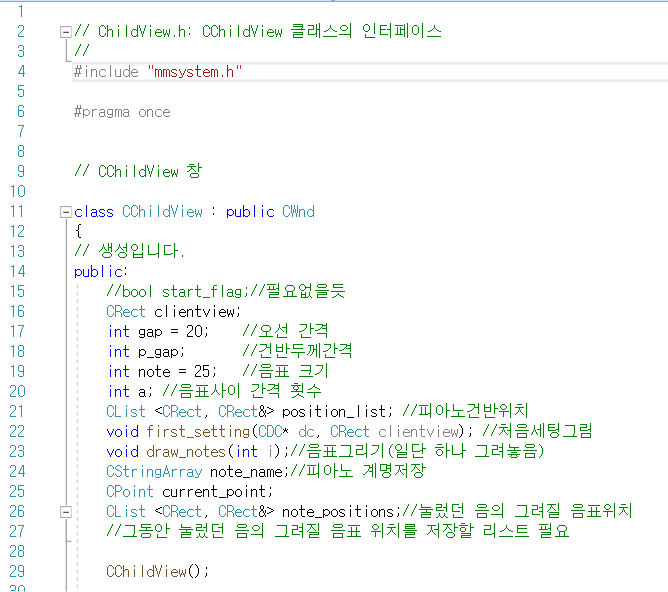 1
2 // ChildView.h: CChildView 클래스의 인터페이스
3 //
4 #include "mmsystem.h"
5
6 #pragma once
7
8
9 // CChildView 창
10
11 class CChildView : public CWnd
12 {
13 // 생성입니다.
14 public:
15 //bool start_flag;//필요없을듯
16 CRect clientview;
17 int gap = 20; //오선 간격
18 int p_gap; //건반두께간격
19 int note = 25; //음표 크기
20 int a; //음표사이 간격 횟수
21 CList <CRect, CRect&> position_list; //피아노건반위치
22 void first_setting(CDC* dc, CRect clientview); //처음세팅그림
23 void draw_notes(int i);//음표그리기(일단 하나 그려놓음)
24 CStringArray note_name;//피아노 계명저장
25 CPoint current_point;
26 CList <CRect, CRect&> note_positions;//눌렀던 음의 그려질 음표위치
27 //그동안 눌렀던 음의 그려질 음표 위치를 저장할 리스트 필요
28
29 CChildView();
30